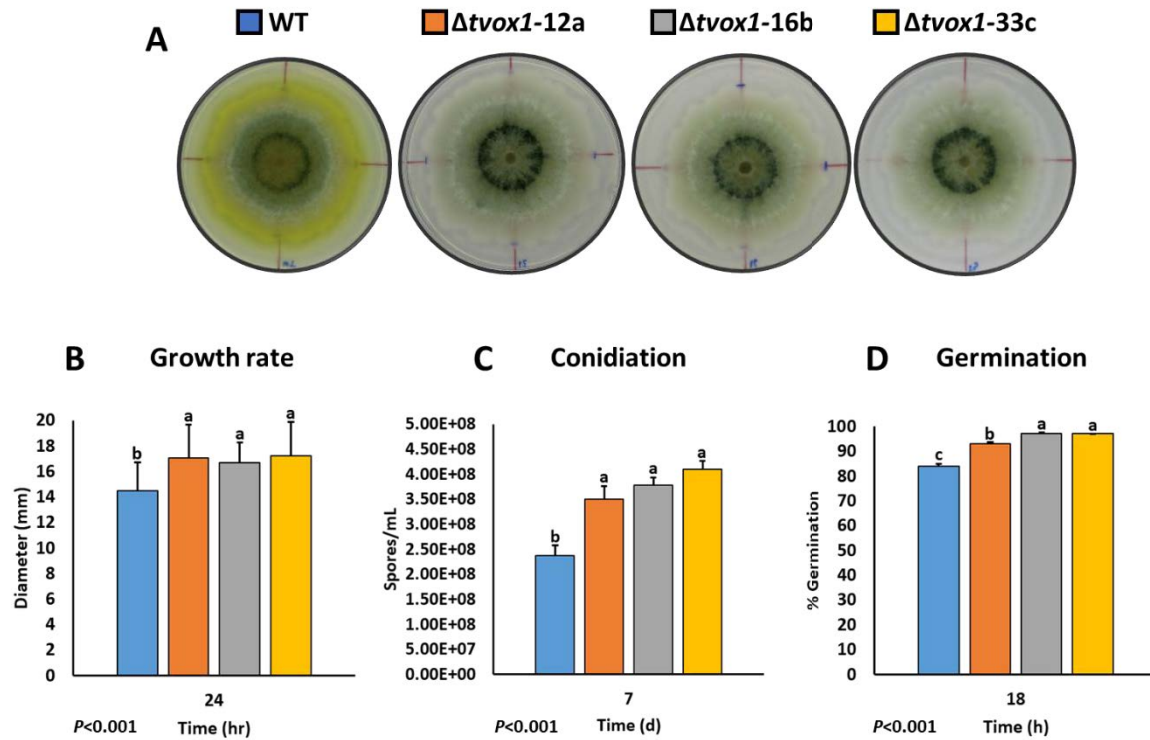 A
WT
Δtvox1-12a
Δtvox1-16b
Δtvox1-33c
B Growth rate
Diameter (mm)
20
18
16
14
12
10
8
6
4
2
0
b
a
a
a
24
P<0.001 Time (hr)
C Conidiation
Spores/mL
5.00E+08
4.50E+08
4.00E+08
3.50E+08
3.00E+08
2.50E+08
2.00E+08
1.50E+08
1.00E+08
5.00E+07
0.00E+00
b
a
a
a
7
P<0.001 Time (d)
D Germination
% Germination
100
90
80
70
60
50
40
30
20
10
0
c
b
a
a
18
P<0.001 Time (h)